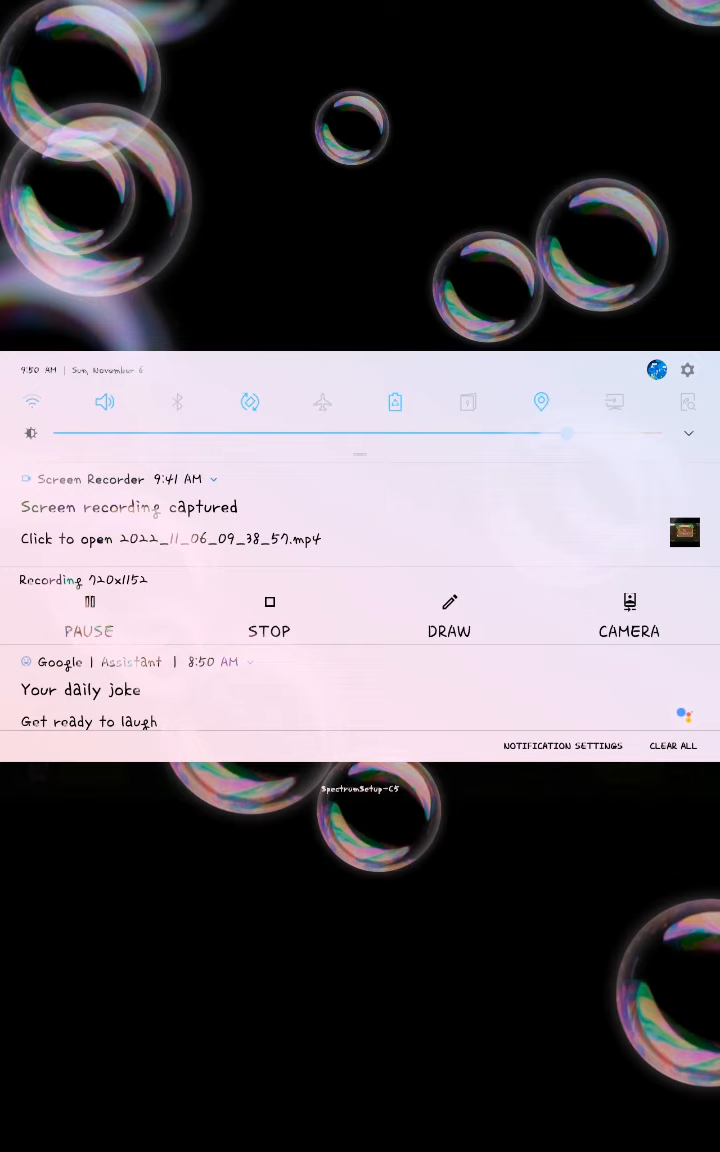 9:50 AM | Sun, November 6
Screen Recorder 9:41 AM
Screen recording captured
Click to open 2022_11_06_09_38_57.mp4
Recording 720x1152
PAUSE STOP DRAW CAMERA
Google | Assistant | 8:50 AM
Your daily joke
Get ready to laugh
NOTIFICATION SETTINGS CLEAR ALL
SpectrumSetup-C5